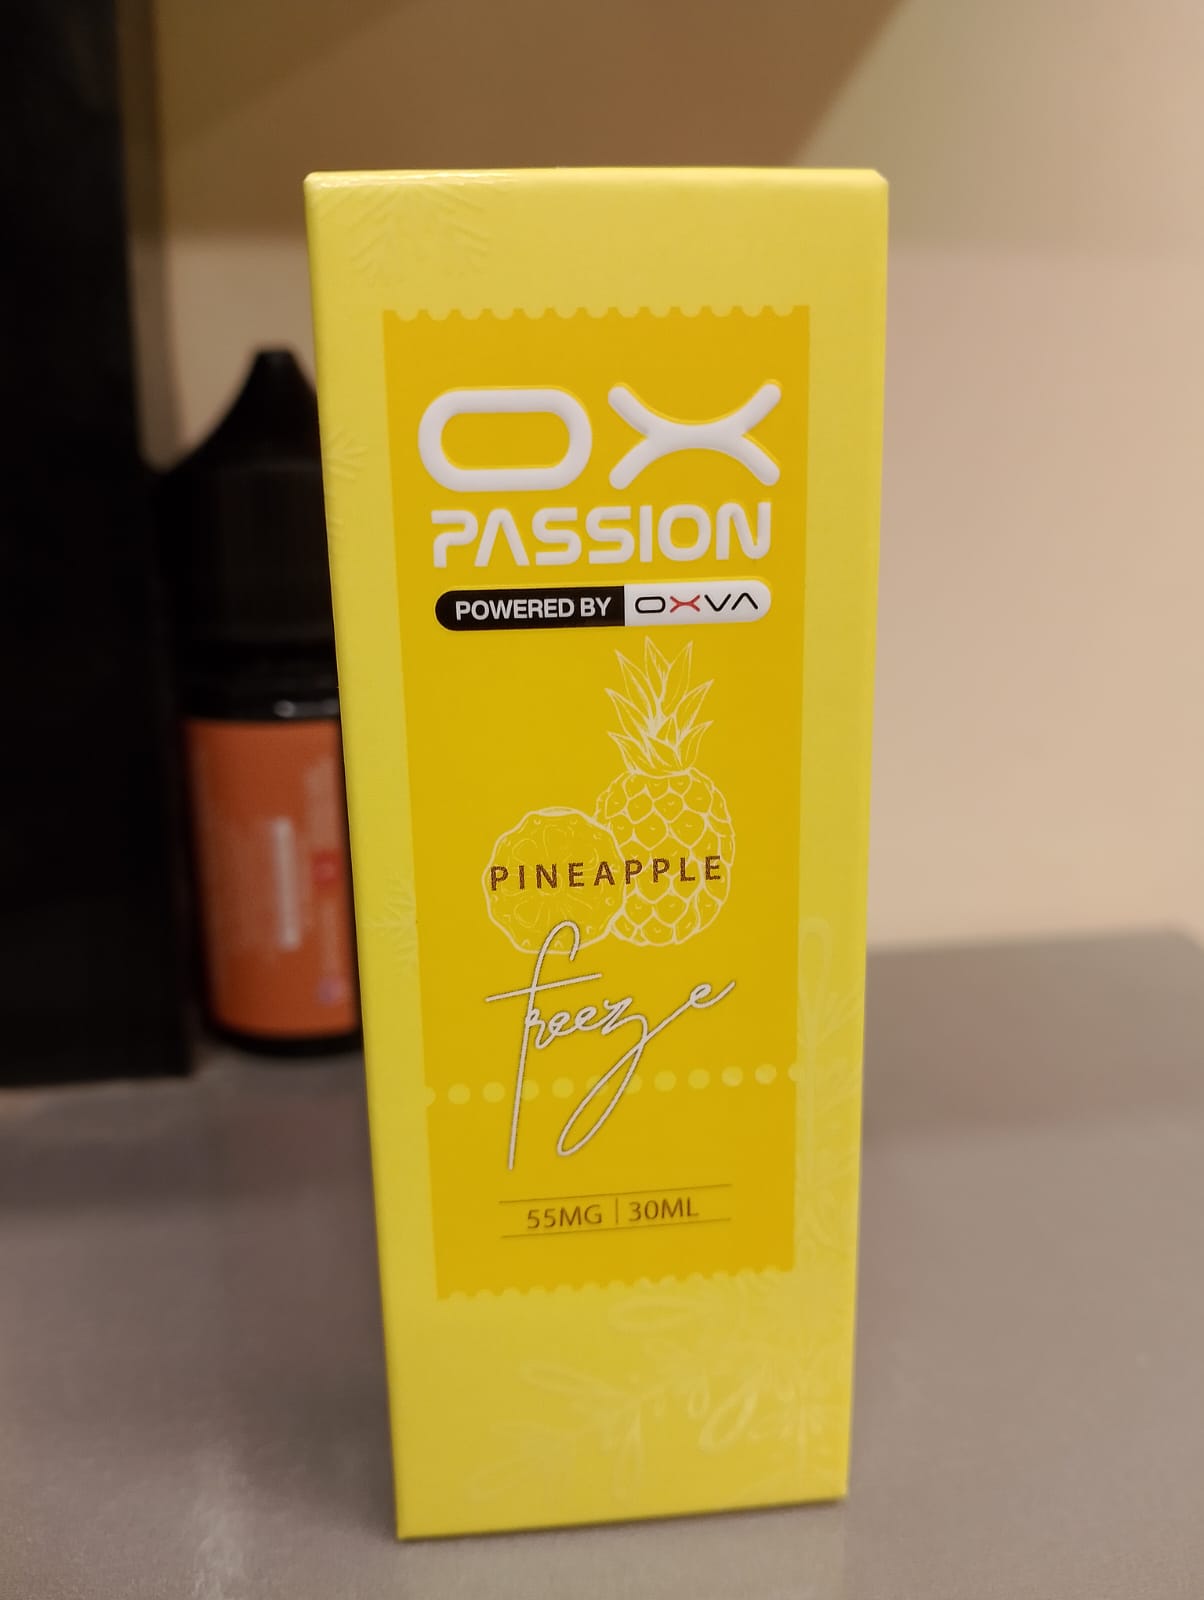 OX
PASSION
POWERED BY OXVA
PINEAPPLE
freeze
55MG | 30ML